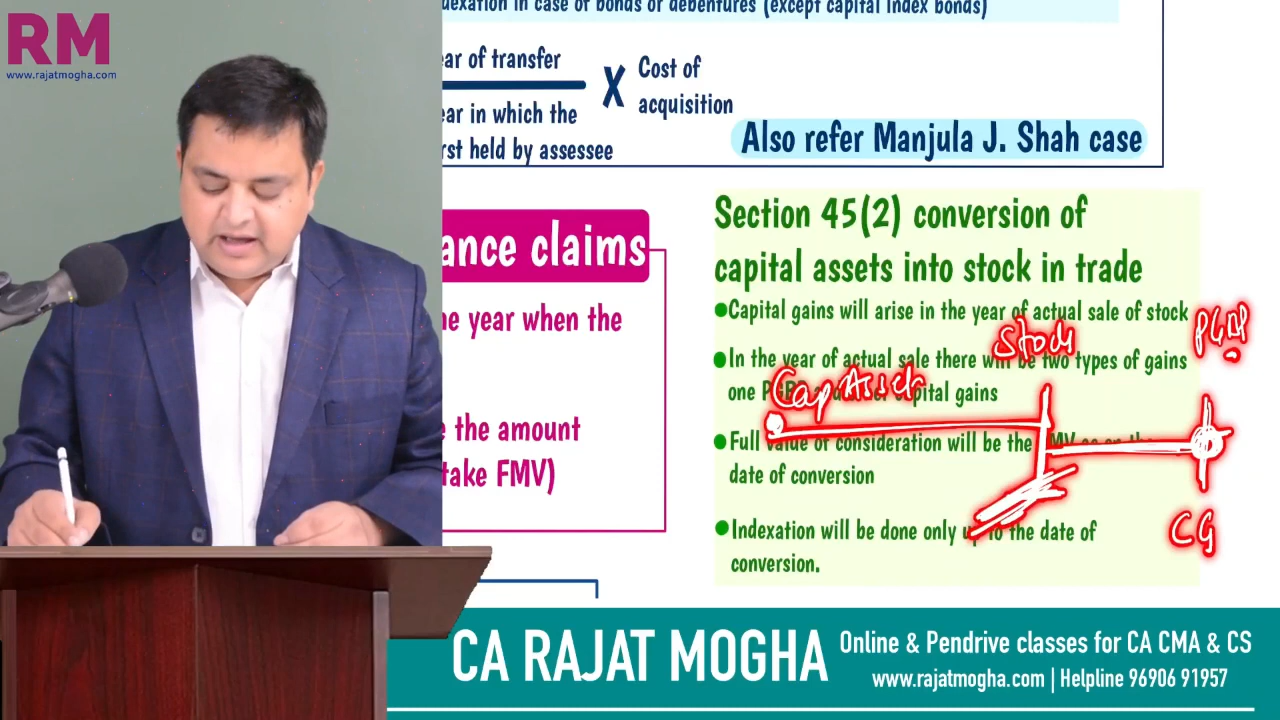 RM
www.rajatmogha.com
dexation in case of bonds or debentures (except capital index bonds)
ear of transfer
ear in which the
rst held by assessee
X
Cost of
acquisition
Also refer Manjula J. Shah case
ance claims
he year when the
e the amount
take FMV)
Section 45(2) conversion of
capital assets into stock in trade
Capital gains will arise in the year of actual sale of stock
In the year of actual sale there will be two types of gains
one capital gains
Full value of consideration will be the FMV as on the
date of conversion
Indexation will be done only up to the date of
conversion.
Stock
Cap Asset
PGBP
CG
CA RAJAT MOGHA
Online & Pendrive classes for CA CMA & CS
www.rajatmogha.com | Helpline 96906 91957